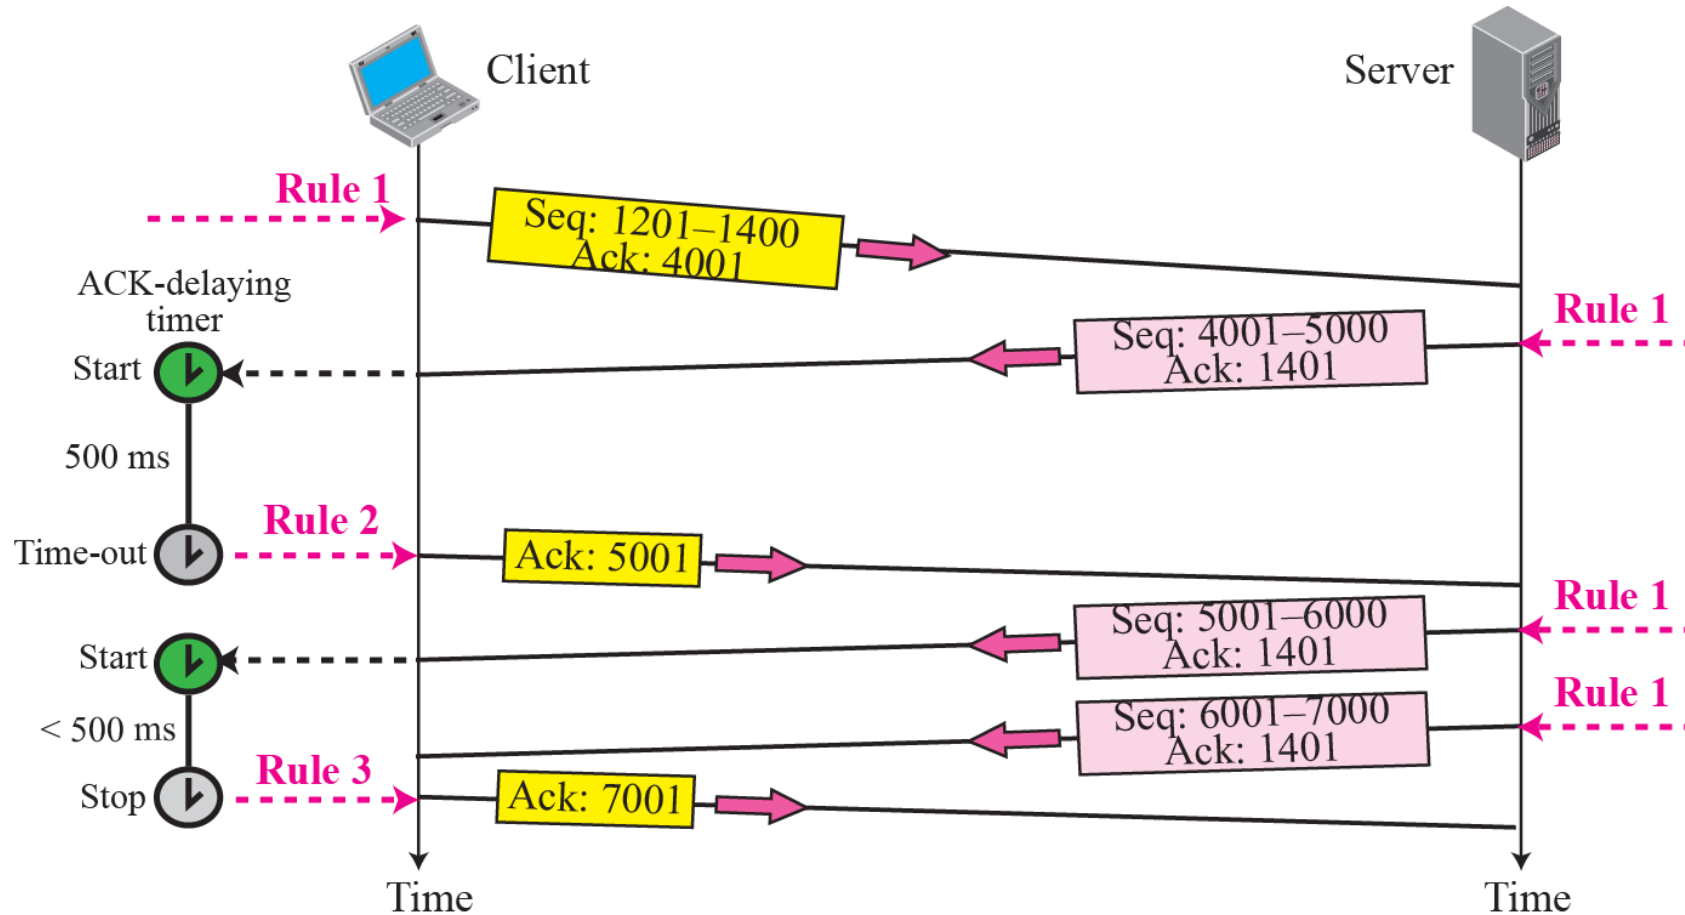 Client
Server
Rule 1
Seq: 1201–1400
Ack: 4001
ACK-delaying
timer
Rule 1
Seq: 4001–5000
Ack: 1401
Start
500 ms
Rule 2
Time-out
Ack: 5001
Rule 1
Seq: 5001–6000
Ack: 1401
Start
Rule 1
Seq: 6001–7000
Ack: 1401
< 500 ms
Rule 3
Stop
Ack: 7001
Time
Time